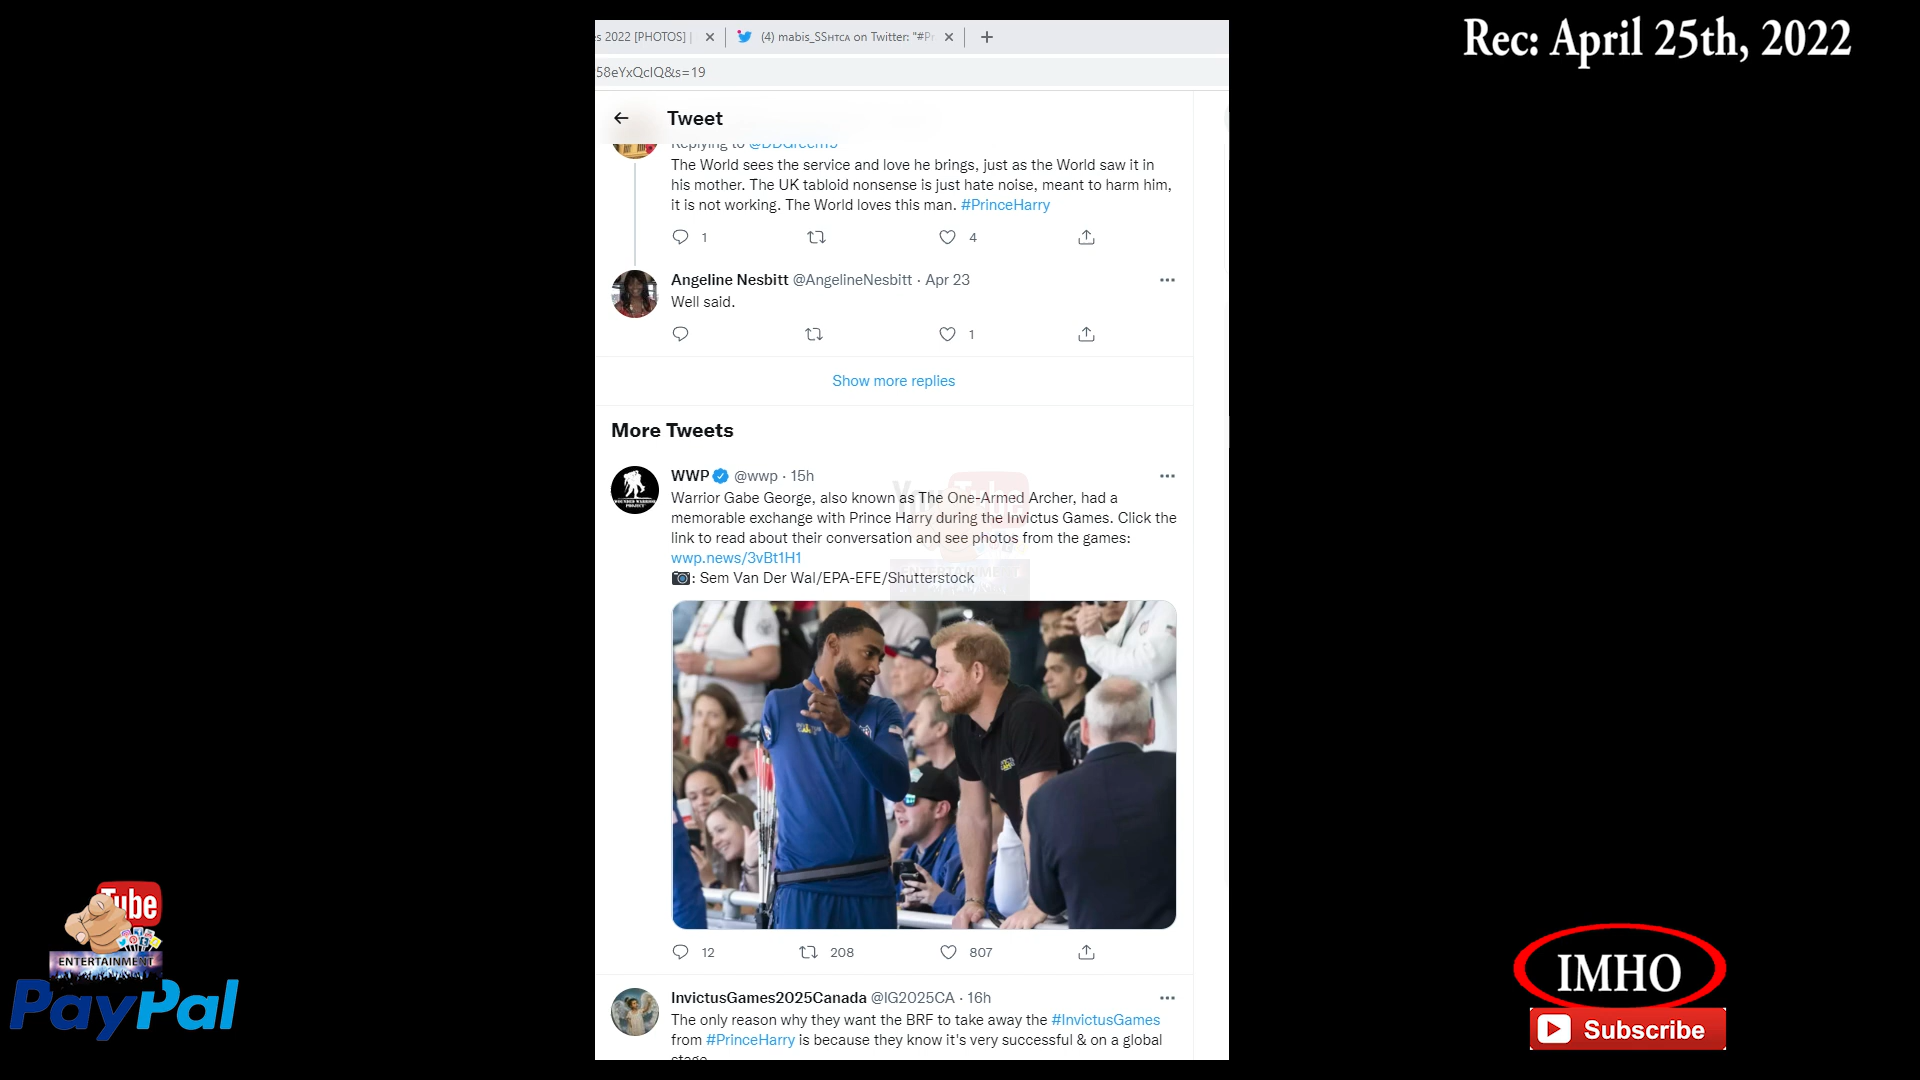 Rec: April 25th, 2022
s 2022 [PHOTOS] |
(4) mabis_SSHTCA on Twitter: "#Pr
58eYxQclQ&s=19
Tweet
Replying to @DDGreen15
The World sees the service and love he brings, just as the World saw it in
his mother. The UK tabloid nonsense is just hate noise, meant to harm him,
it is not working. The World loves this man. #PrinceHarry
1
4
Angeline Nesbitt @AngelineNesbitt · Apr 23
Well said.
1
Show more replies
More Tweets
WWP @wwp · 15h
Warrior Gabe George, also known as The One-Armed Archer, had a
memorable exchange with Prince Harry during the Invictus Games. Click the
link to read about their conversation and see photos from the games:
wwp.news/3vBt1H1
: Sem Van Der Wal/EPA-EFE/Shutterstock
12
208
807
InvictusGames2025Canada @IG2025CA · 16h
The only reason why they want the BRF to take away the #InvictusGames
from #PrinceHarry is because they know it's very successful & on a global
stage
Tube
ENTERTAINMENT
PayPal
IMHO
Subscribe